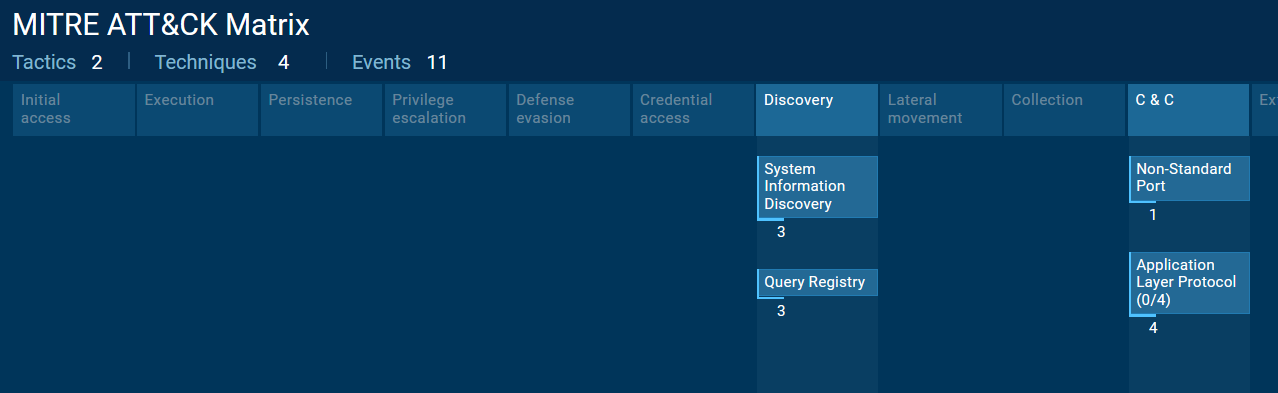 MITRE ATT&CK Matrix
Tactics 2 Techniques 4 Events 11
Initial access
Execution
Persistence
Privilege escalation
Defense evasion
Credential access
Discovery
Lateral movement
Collection
C & C
System
Information
Discovery
3
Query Registry
3
Non-Standard
Port
1
Application
Layer Protocol
(0/4)
4